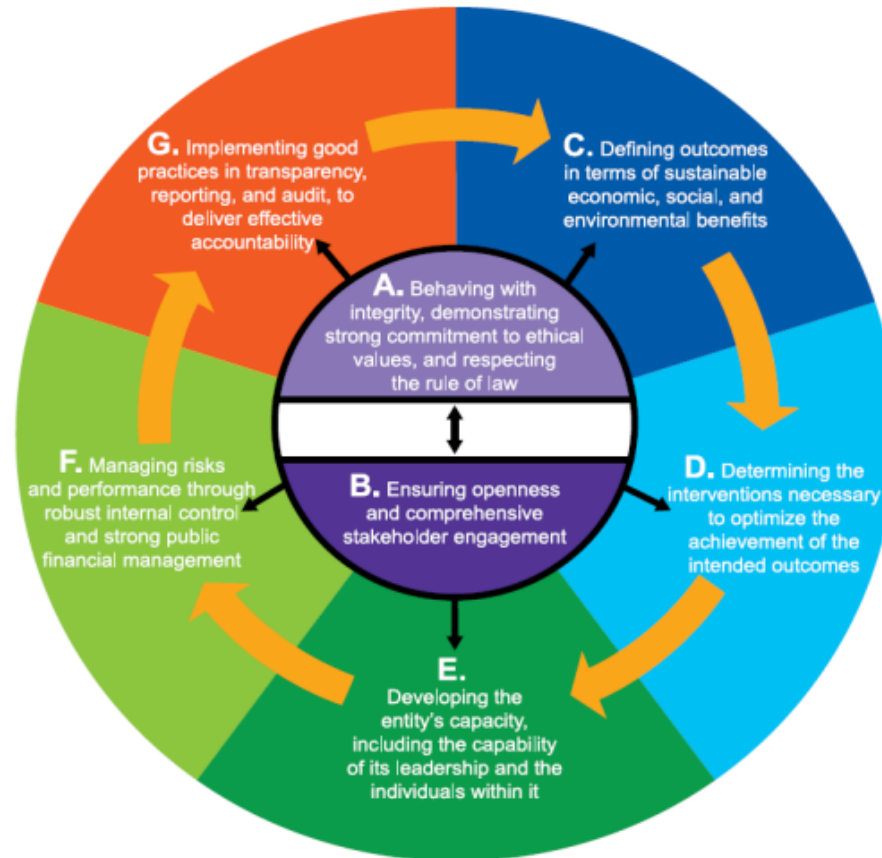 A. Behaving with
integrity, demonstrating
strong commitment to ethical
values, and respecting
the rule of law
B. Ensuring openness
and comprehensive
stakeholder engagement
C. Defining outcomes
in terms of sustainable
economic, social, and
environmental benefits
D. Determining the
interventions necessary
to optimize the
achievement of the
intended outcomes
E.
Developing the
entity's capacity,
including the capability
of its leadership and the
individuals within it
F. Managing risks
and performance through
robust internal control
and strong public
financial management
G. Implementing good
practices in transparency,
reporting, and audit, to
deliver effective
accountability